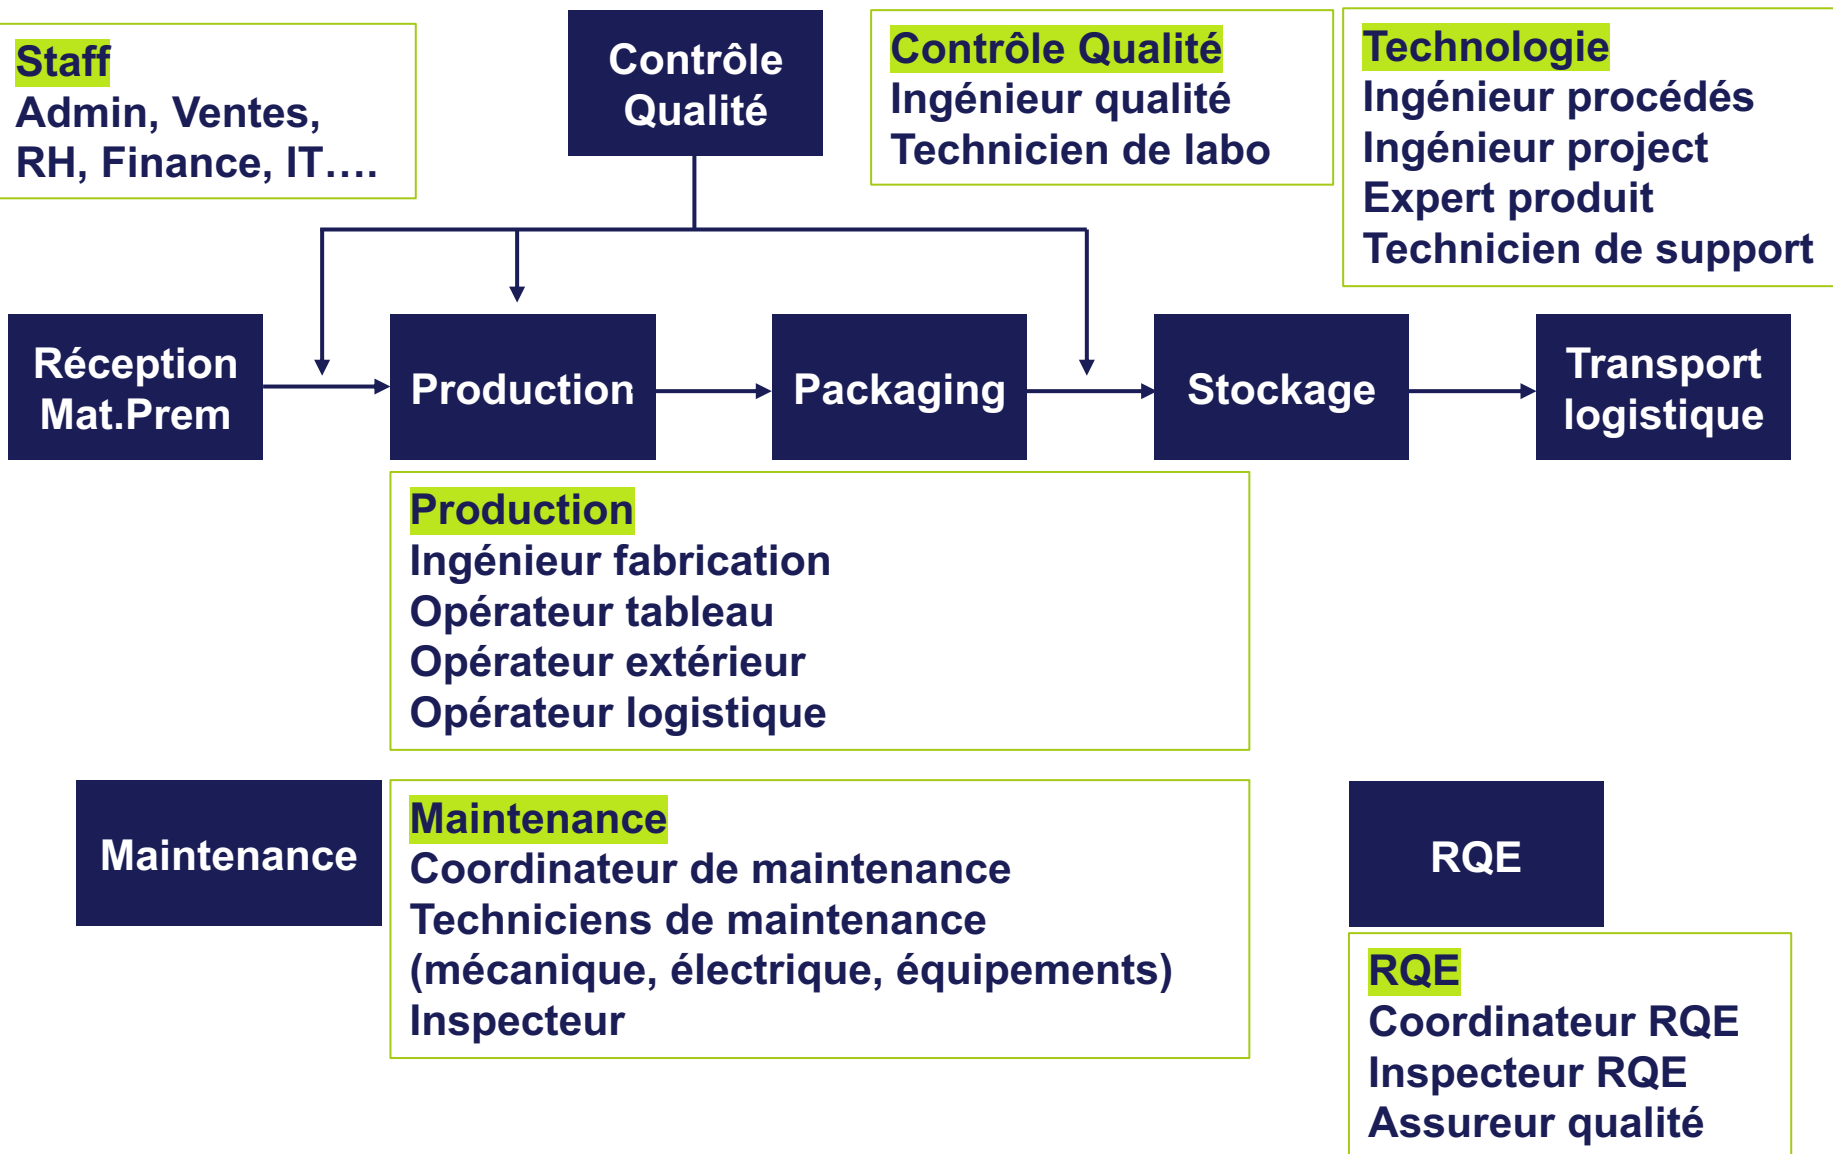 Staff
Admin, Ventes,
RH, Finance, IT....
Contrôle
Qualité
Contrôle Qualité
Ingénieur qualité
Technicien de labo
Technologie
Ingénieur procédés
Ingénieur project
Expert produit
Technicien de support
Réception
Mat.Prem
Production
Packaging
Stockage
Transport
logistique
Production
Ingénieur fabrication
Opérateur tableau
Opérateur extérieur
Opérateur logistique
Maintenance
Maintenance
Coordinateur de maintenance
Techniciens de maintenance
(mécanique, électrique, équipements)
Inspecteur
RQE
RQE
Coordinateur RQE
Inspecteur RQE
Assureur qualité